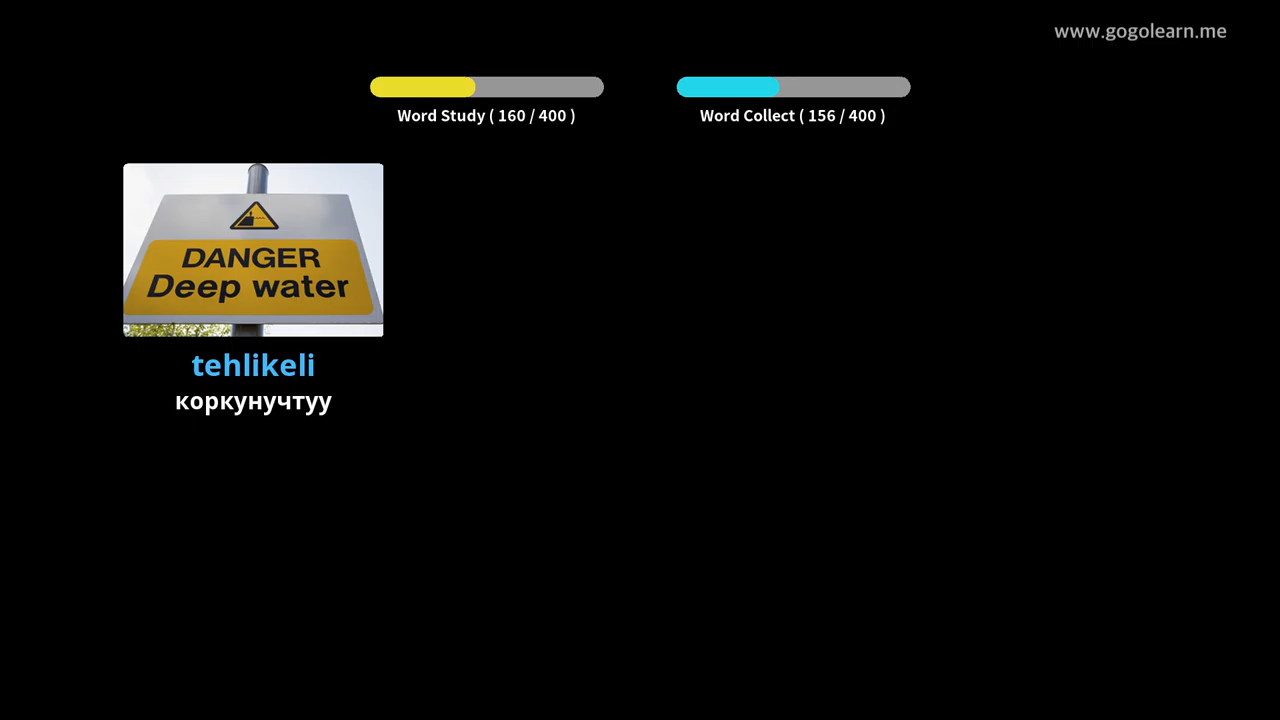 www.gogolearn.me
Word Study ( 160 / 400 )
Word Collect ( 156 / 400 )
DANGER
Deep water
tehlikeli
коркунучтуу